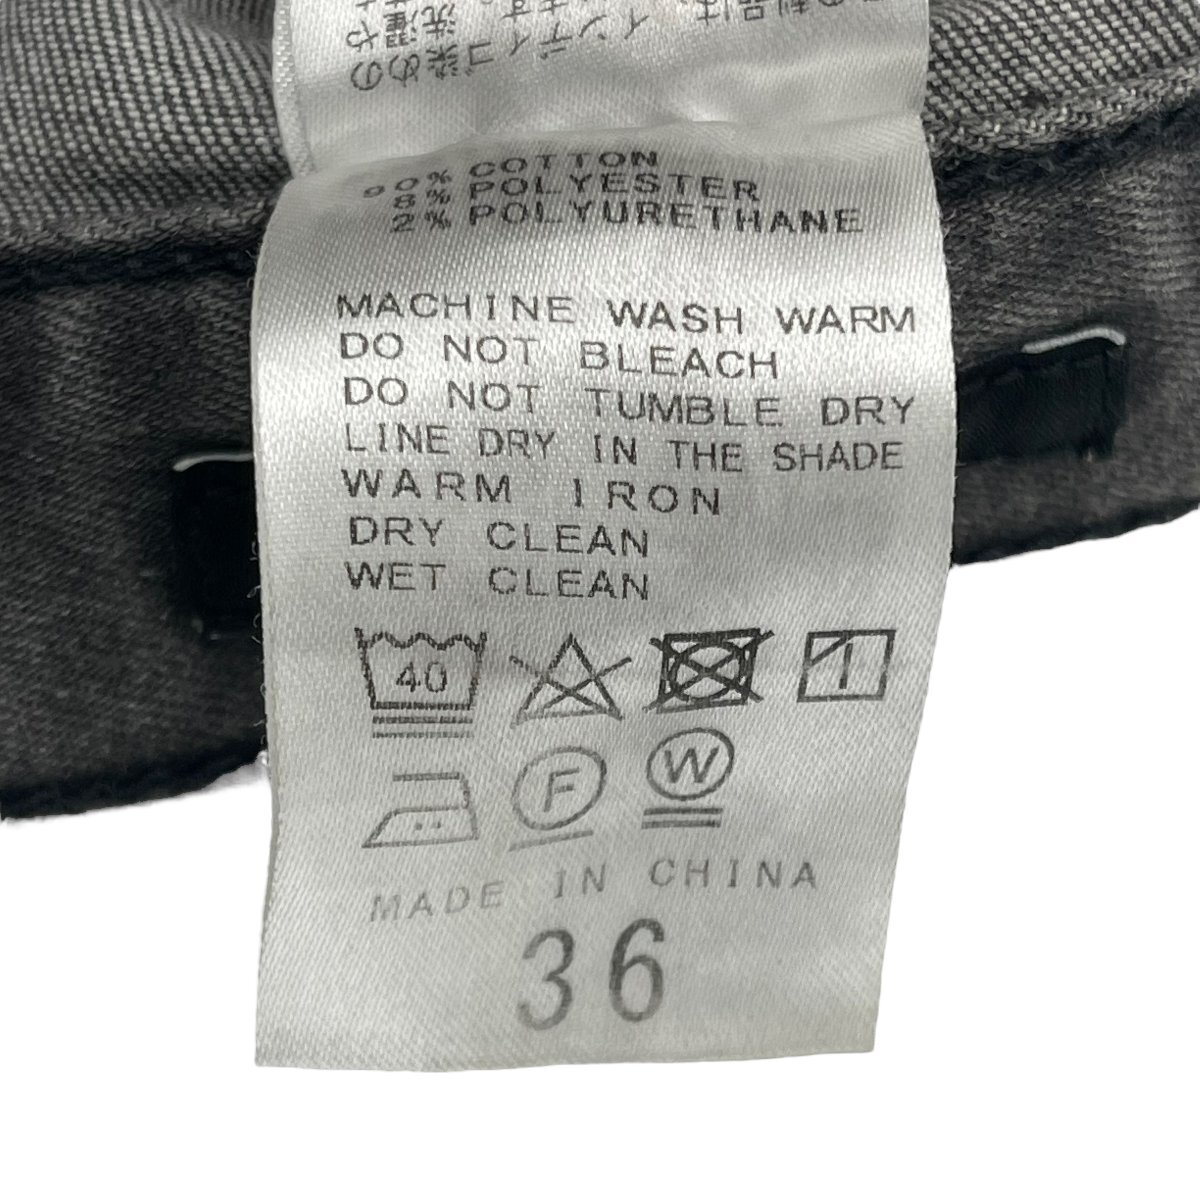 COTTON
8% POLYESTER
2% POLYURETHANE
MACHINE WASH WARM
DO NOT BLEACH
DO NOT TUMBLE DRY
LINE DRY IN THE SHADE
WARM IRON
DRY CLEAN
WET CLEAN
40
F W
MADE IN CHINA
36